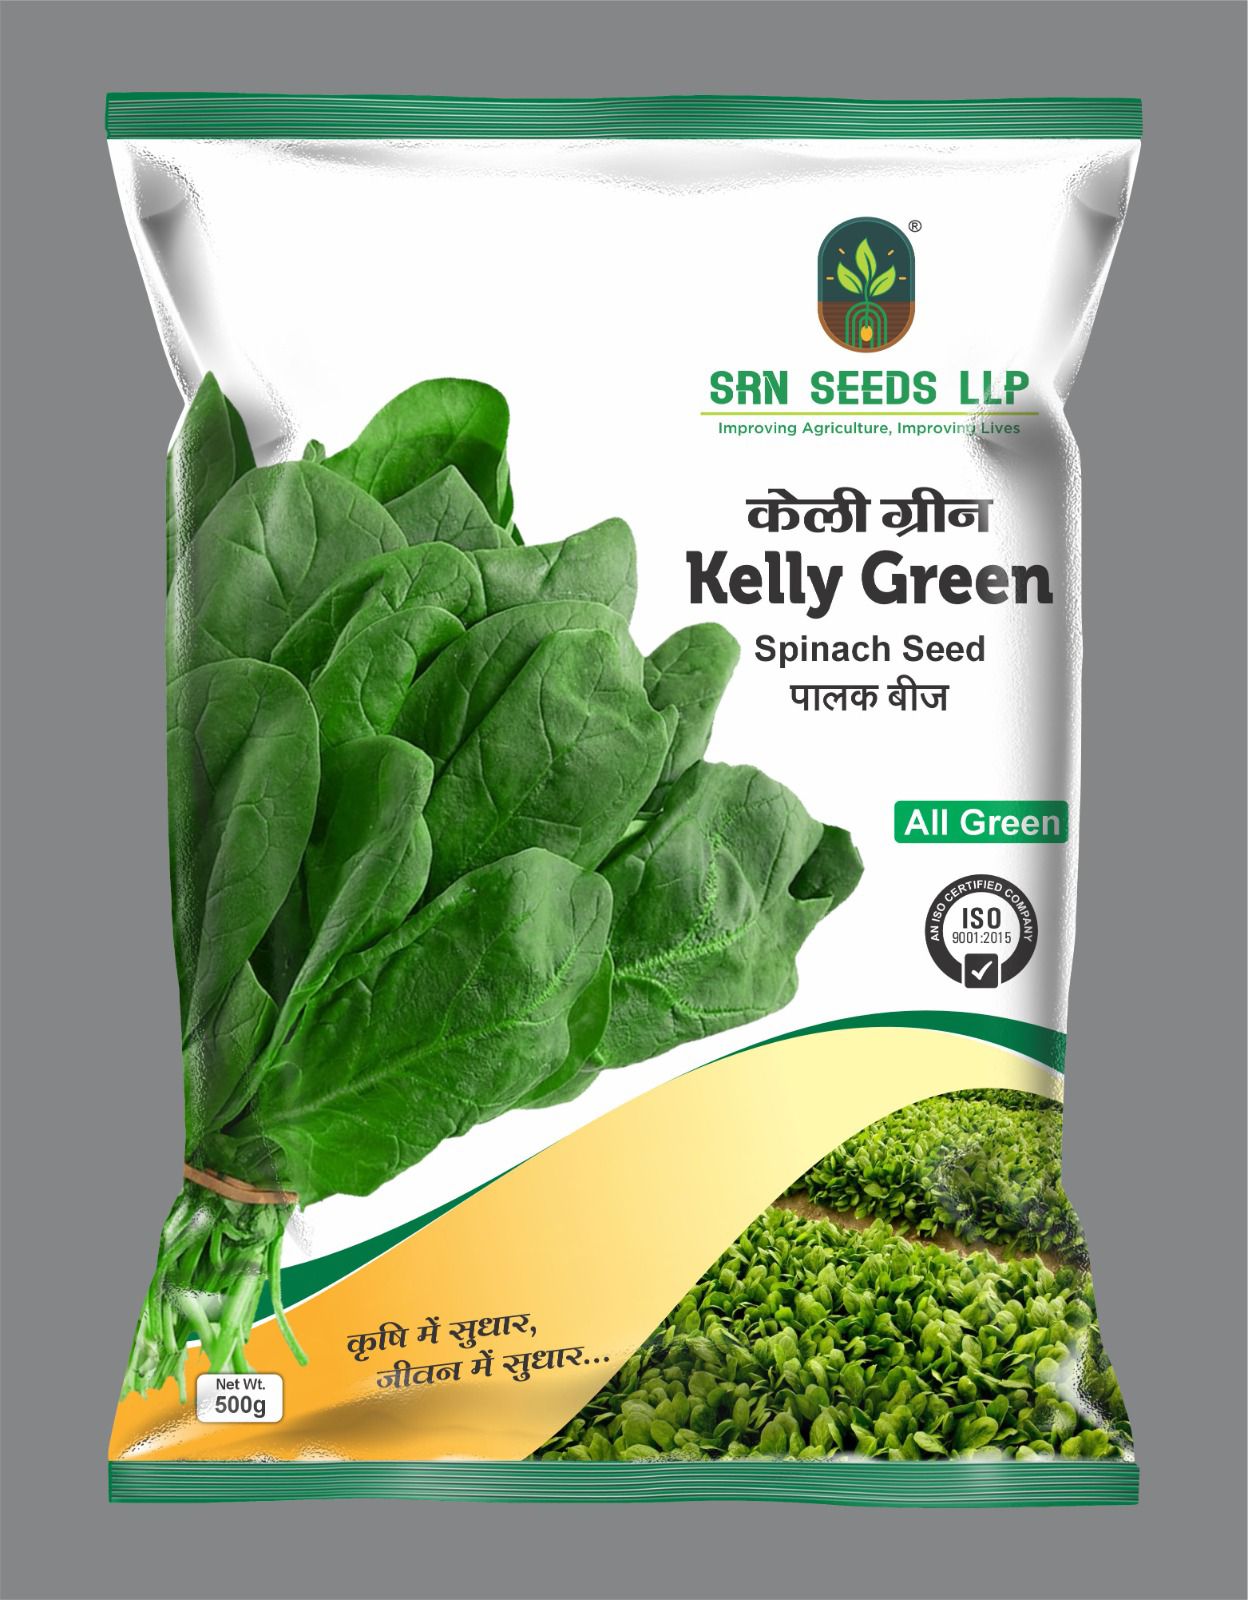 ®
SRN SEEDS LLP
Improving Agriculture, Improving Lives
केली ग्रीन
Kelly Green
Spinach Seed
पालक बीज
All Green
AN ISO CERTIFIED COMPANY
ISO
9001:2015
कृषि में सुधार,
जीवन में सुधार...
Net Wt.
500g